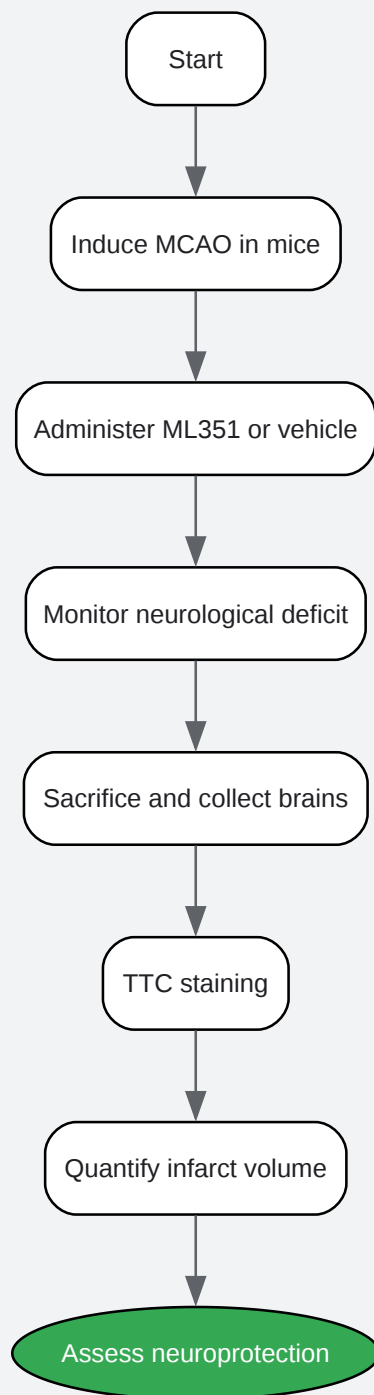 Start
Induce MCAO in mice
Administer ML351 or vehicle
Monitor neurological deficit
Sacrifice and collect brains
TTC staining
Quantify infarct volume
Assess neuroprotection